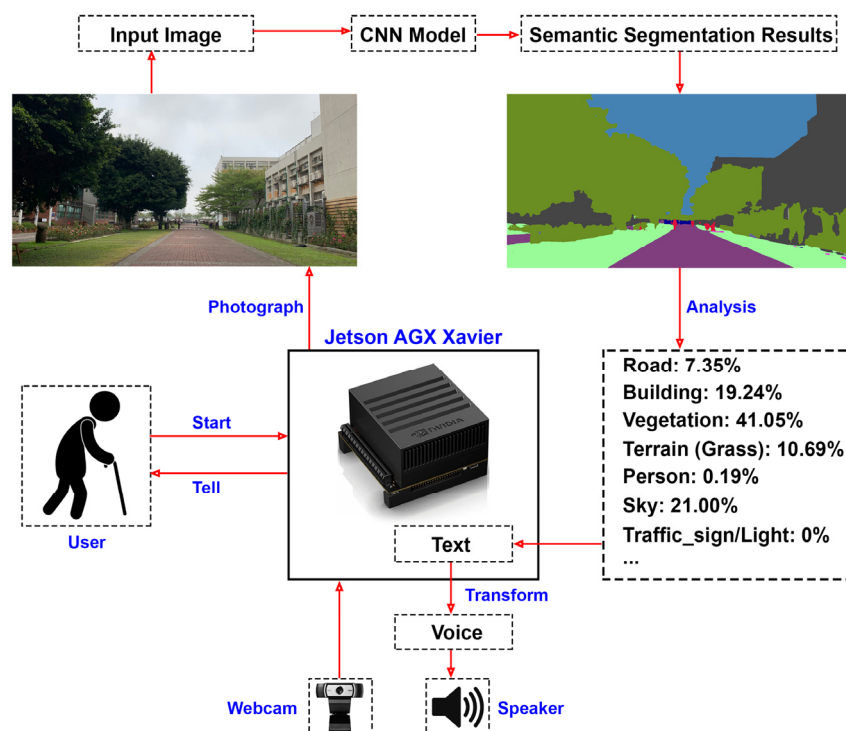 Input Image
CNN Model
Semantic Segmentation Results
Photograph
Analysis
Jetson AGX Xavier
Road: 7.35%
Building: 19.24%
Vegetation: 41.05%
Terrain (Grass): 10.69%
Person: 0.19%
Sky: 21.00%
Traffic_sign/Light: 0%
...
Start
Tell
User
NVIDIA
Text
Transform
Voice
Webcam
Speaker